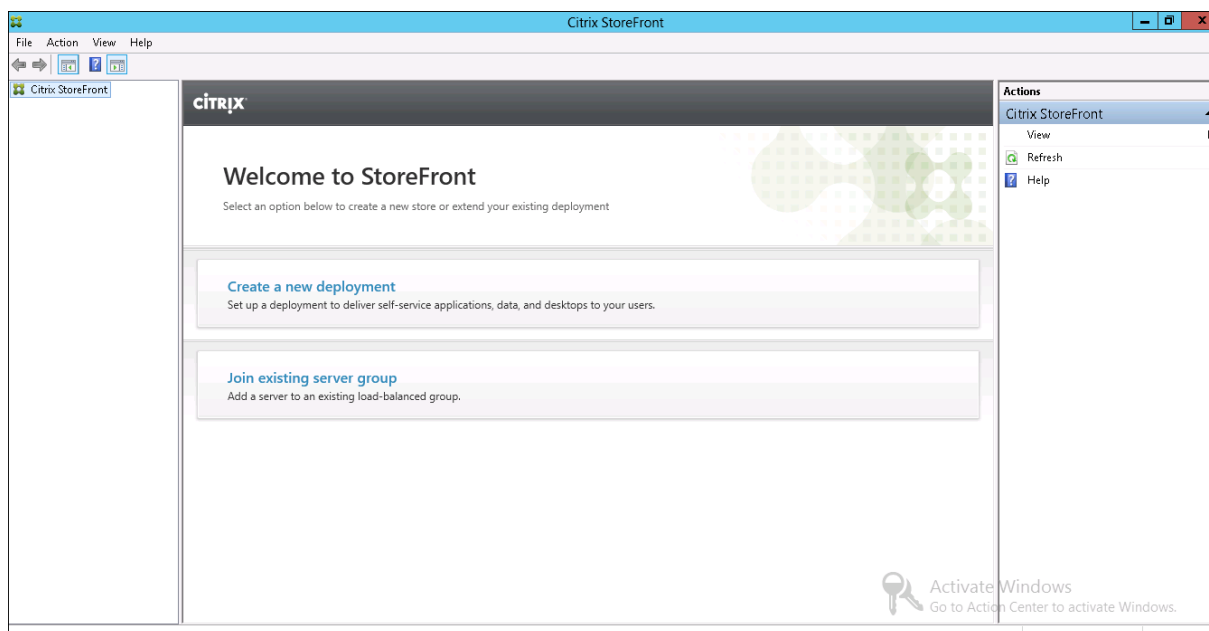 Citrix StoreFront
File Action View Help
Citrix StoreFront
CİTRIX
Welcome to StoreFront
Select an option below to create a new store or extend your existing deployment
Create a new deployment
Set up a deployment to deliver self-service applications, data, and desktops to your users.
Join existing server group
Add a server to an existing load-balanced group.
Actions
Citrix StoreFront
View
Refresh
Help
Activate Windows
Go to Action Center to activate Windows.